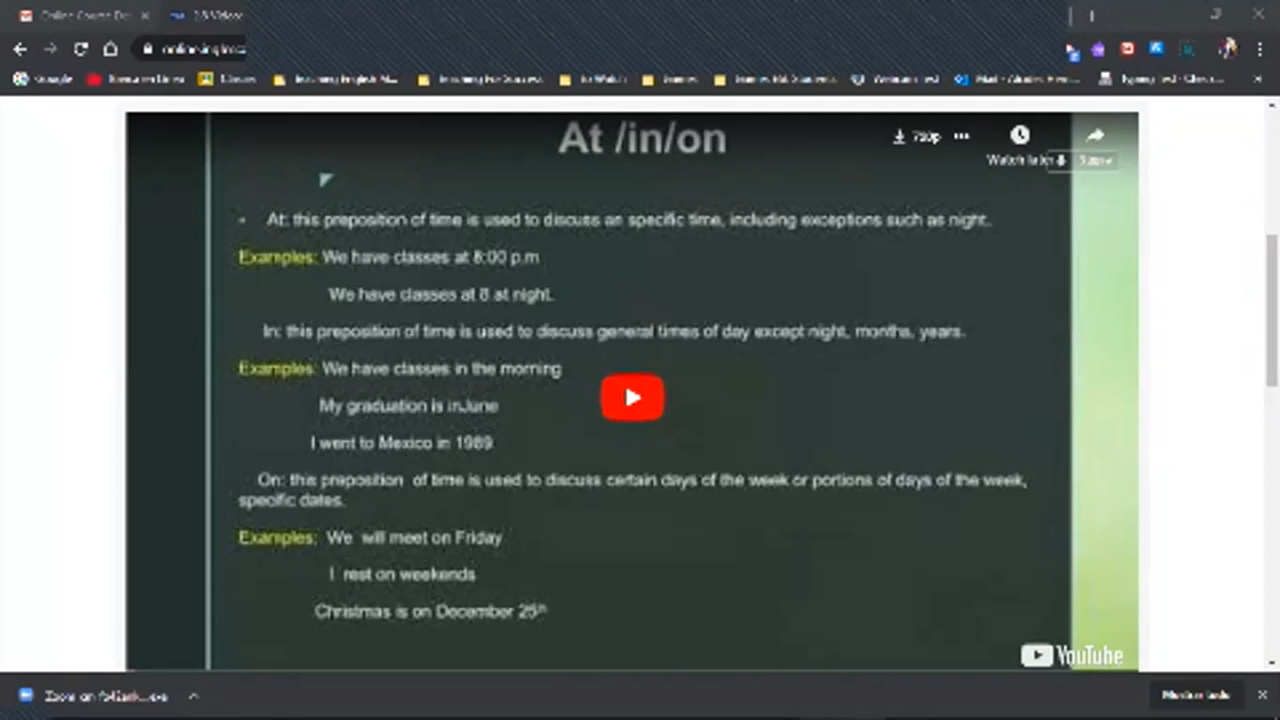 Google
At /in/on
720p
Watch later
- At: this preposition of time is used to discuss an specific time, including exceptions such as night.
Examples: We have classes at 8:00 p.m
We have classes at 8 at night.
In: this preposition of time is used to discuss general times of day except night, months, years.
Examples: We have classes in the morning
My graduation is inJune
I went to Mexico in 1989
On: this preposition of time is used to discuss certain days of the week or portions of days of the week,
specific dates.
Examples: We will meet on Friday
I rest on weekends
Christmas is on December 25th
YouTube